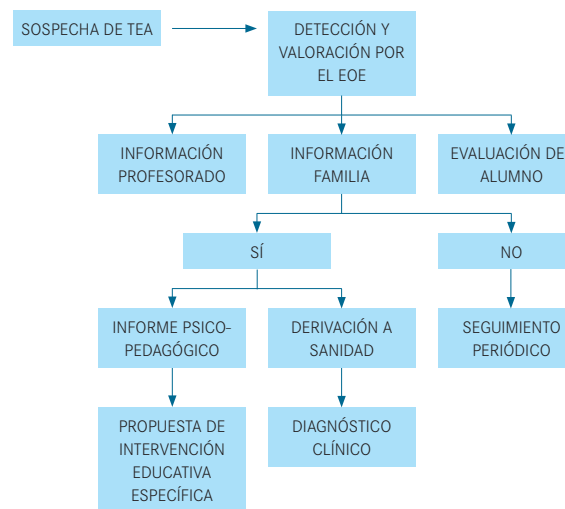 SOSPECHA DE TEA
DETECCIÓN Y
VALORACIÓN POR
EL EOE
INFORMACIÓN
PROFESORADO
INFORMACIÓN
FAMILIA
EVALUACIÓN DE
ALUMNO
SÍ
NO
INFORME PSICO-
PEDAGÓGICO
DERIVACIÓN A
SANIDAD
SEGUIMIENTO
PERIÓDICO
PROPUESTA DE
INTERVENCIÓN
EDUCATIVA
ESPECÍFICA
DIAGNÓSTICO
CLÍNICO